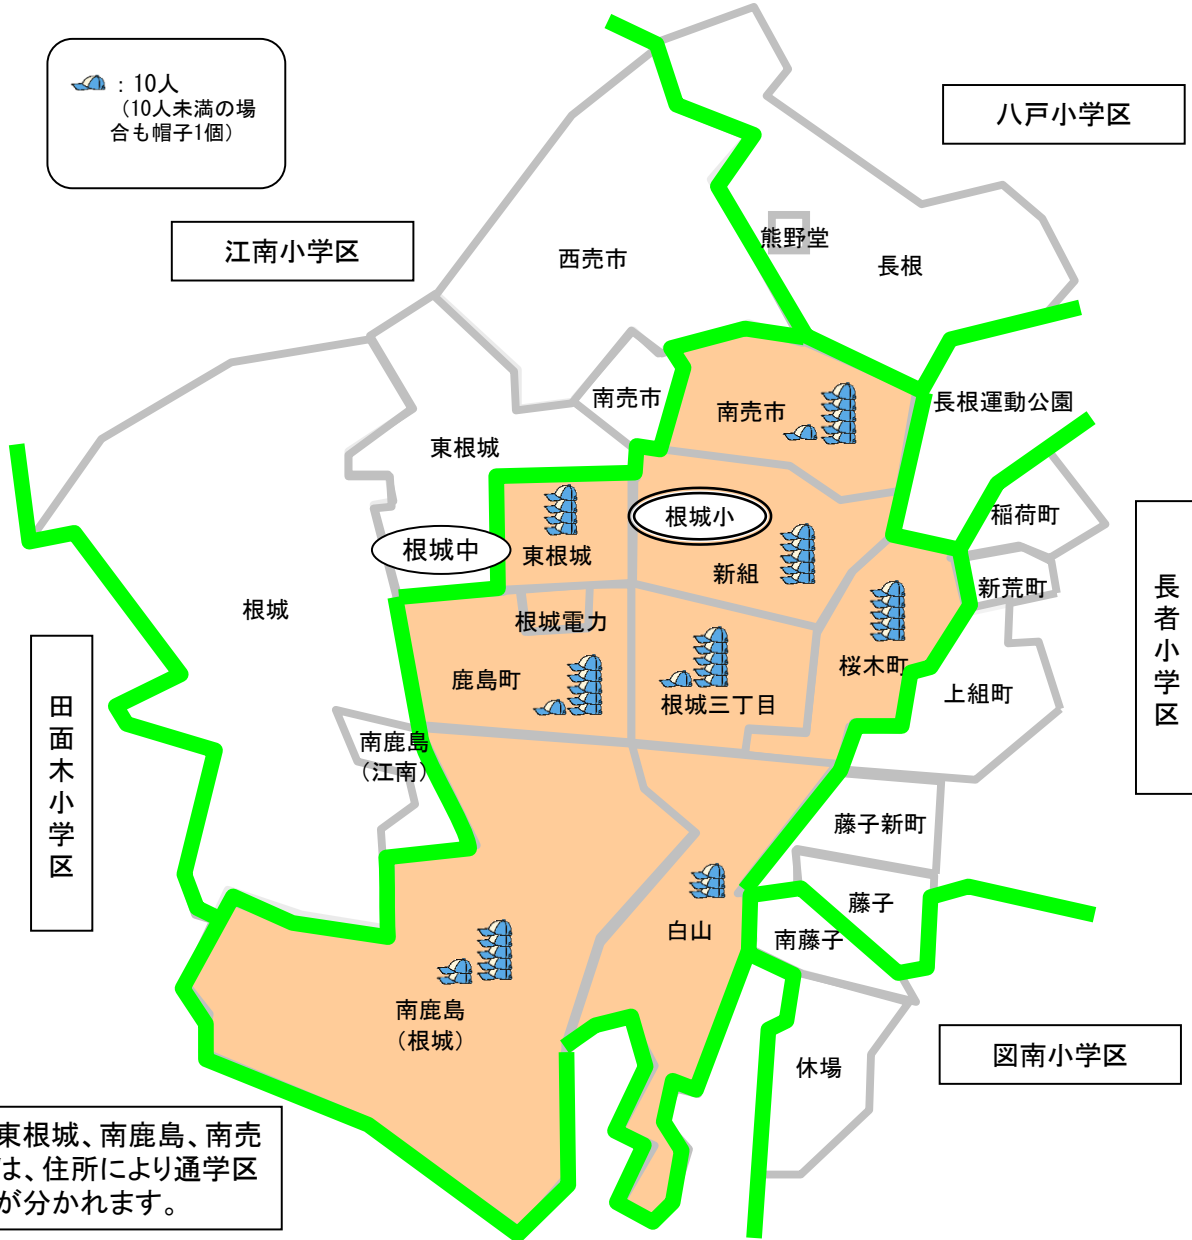 ：10人
（10人未満の場
合も帽子1個）
八戸小学区
江南小学区
西売市
熊野堂
長根
南売市
南売市
長根運動公園
東根城
根城小
稲荷町
根城中
東根城
新組
新荒町
長者小学区
根城
根城電力
鹿島町
根城三丁目
桜木町
上組町
田面木小学区
南鹿島
（江南）
藤子新町
藤子
白山
南藤子
南鹿島
（根城）
図南小学区
休場
東根城、南鹿島、南売
は、住所により通学区
が分かれます。